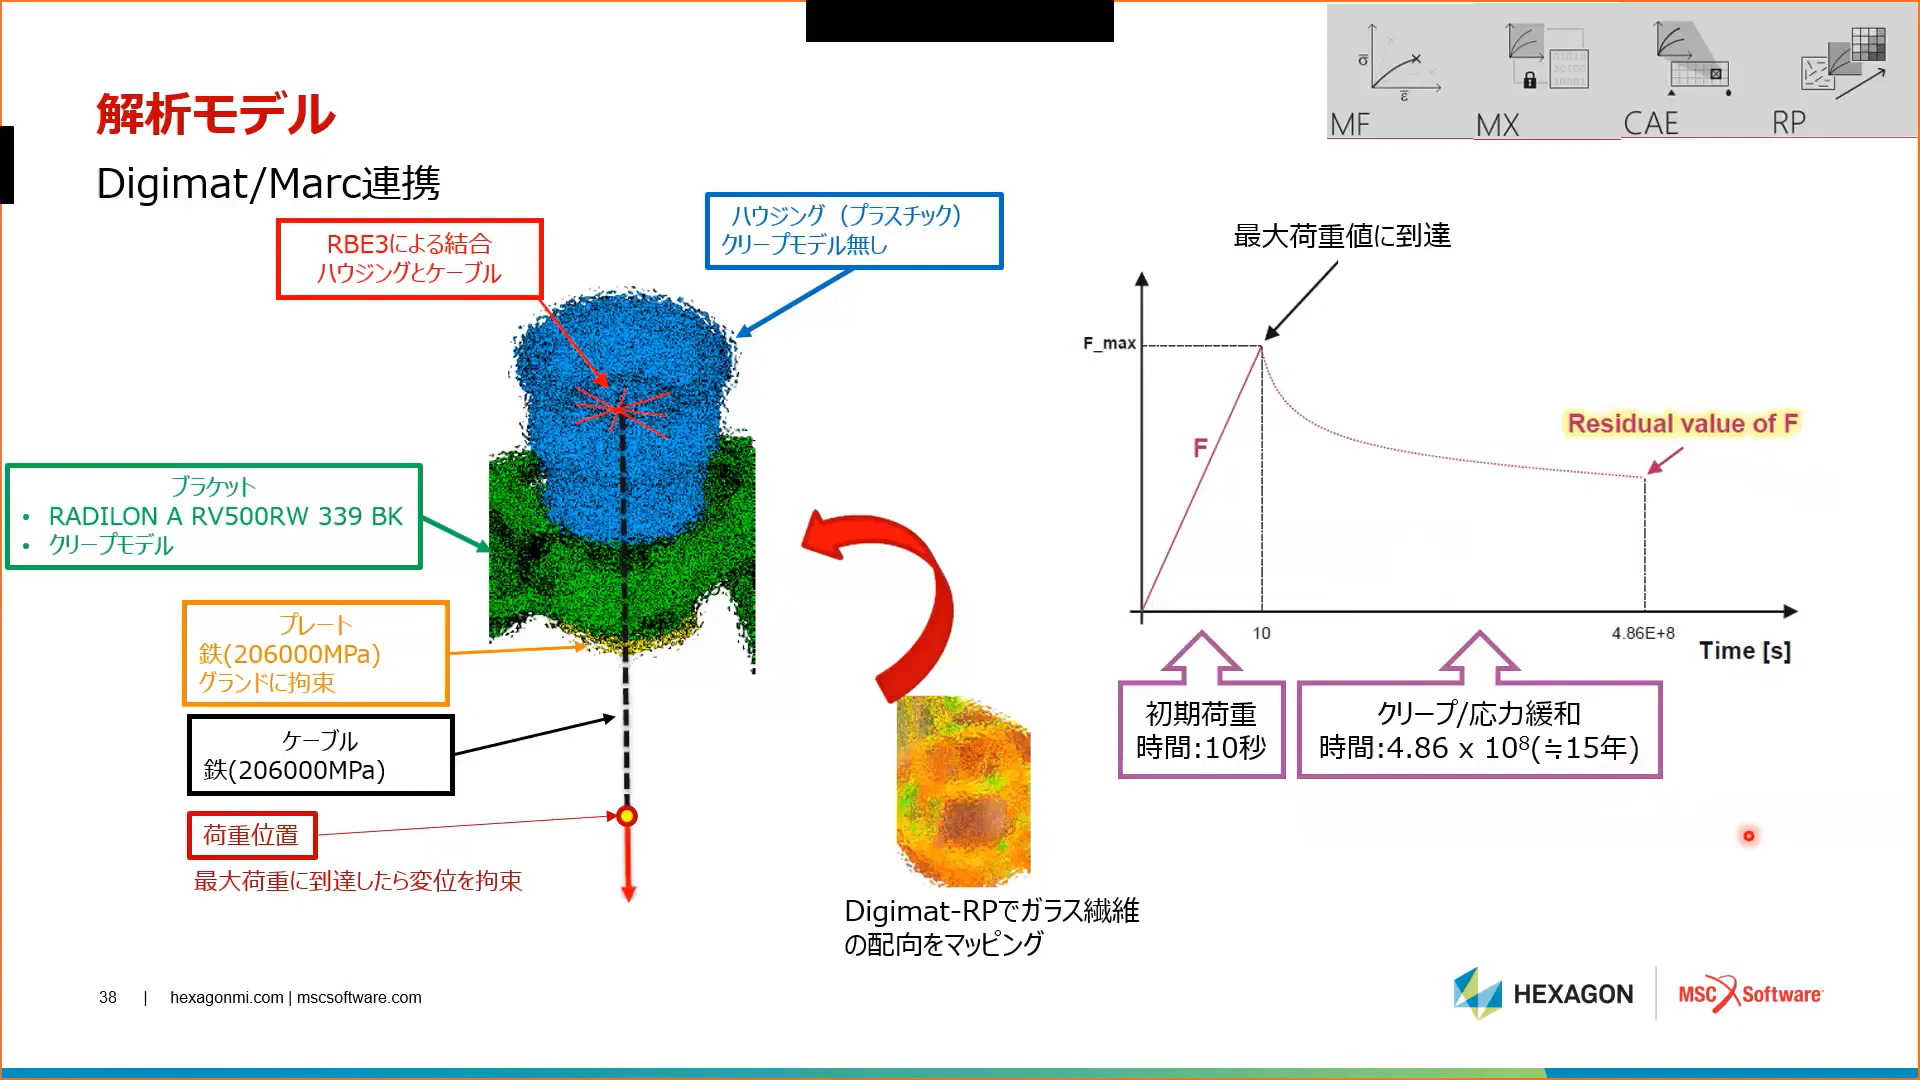 解析モデル
Digimat/Marc連携
MF
MX
CAE
RP
σ
ε
RBE3による結合
ハウジングとケーブル
ハウジング（プラスチック）
クリープモデル無し
ブラケット
• RADILON A RV500RW 339 BK
• クリープモデル
プレート
鉄(206000MPa)
グランドに拘束
ケーブル
鉄(206000MPa)
荷重位置
最大荷重に到達したら変位を拘束
Digimat-RPでガラス繊維
の配向をマッピング
最大荷重値に到達
F_max
F
Residual value of F
10
4.86E+8
Time [s]
初期荷重
時間:10秒
クリープ/応力緩和
時間:4.86 x 10⁸(≒15年)
38 | hexagonmi.com | mscsoftware.com
HEXAGON
MSC Software